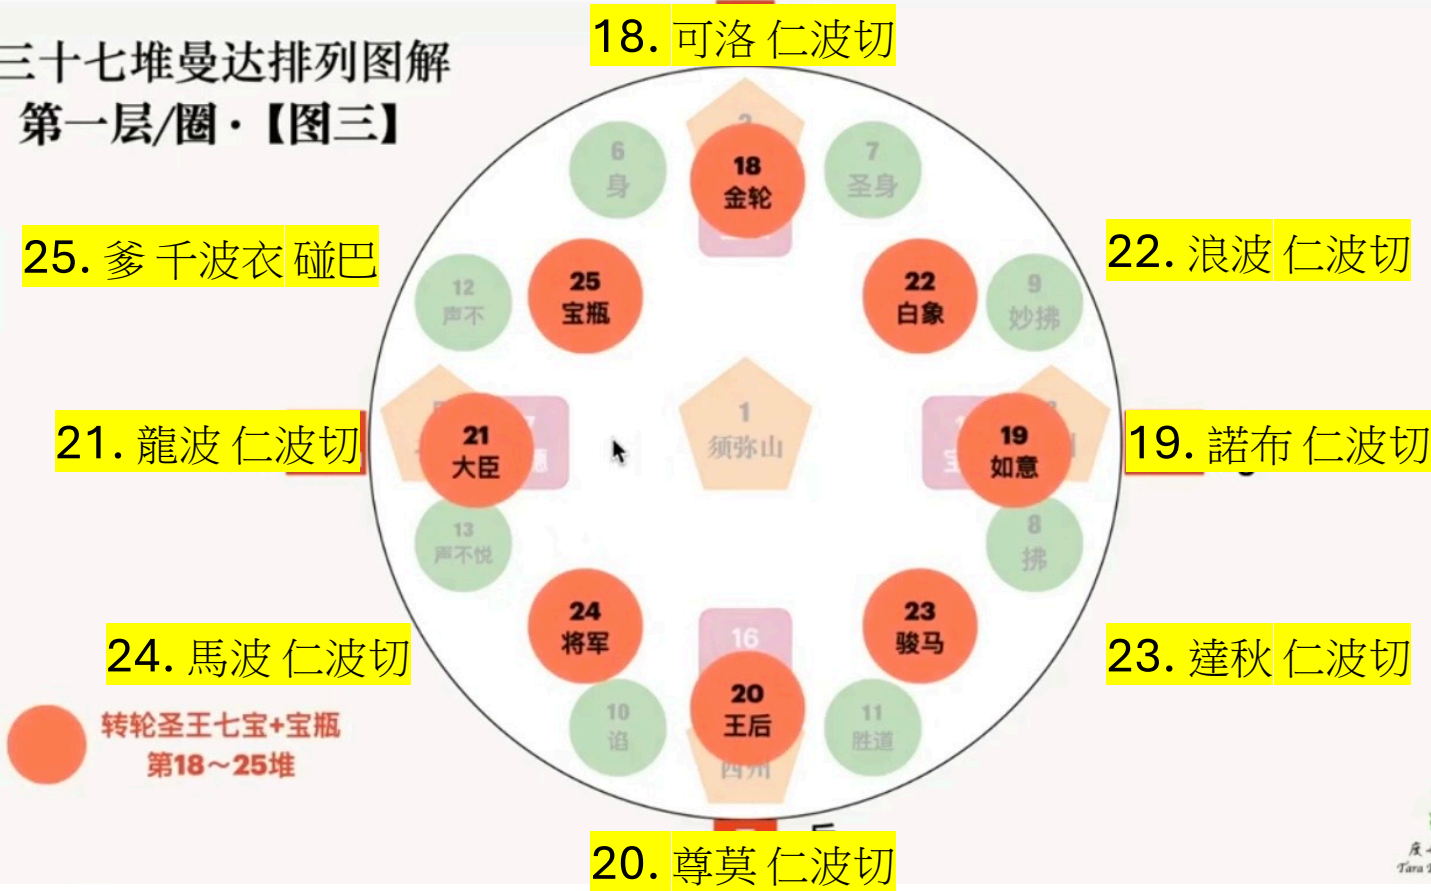 18. 可洛 仁波切
三十七堆曼达排列图解
第一层/圈·【图三】
6
身
18
金轮
7
圣身
25. 爹 千波衣 碰巴
12
声不
25
宝瓶
22
白象
9
妙拂
22. 浪波 仁波切
21. 龍波 仁波切
21
大臣
1
须弥山
19
如意
19. 諾布 仁波切
13
声不悦
8
拂
24. 馬波 仁波切
24
将军
16
23
骏马
23. 達秋 仁波切
20
王后
10
谄
11
胜道
转轮圣王七宝+宝瓶
第18～25堆
20. 尊莫 仁波切